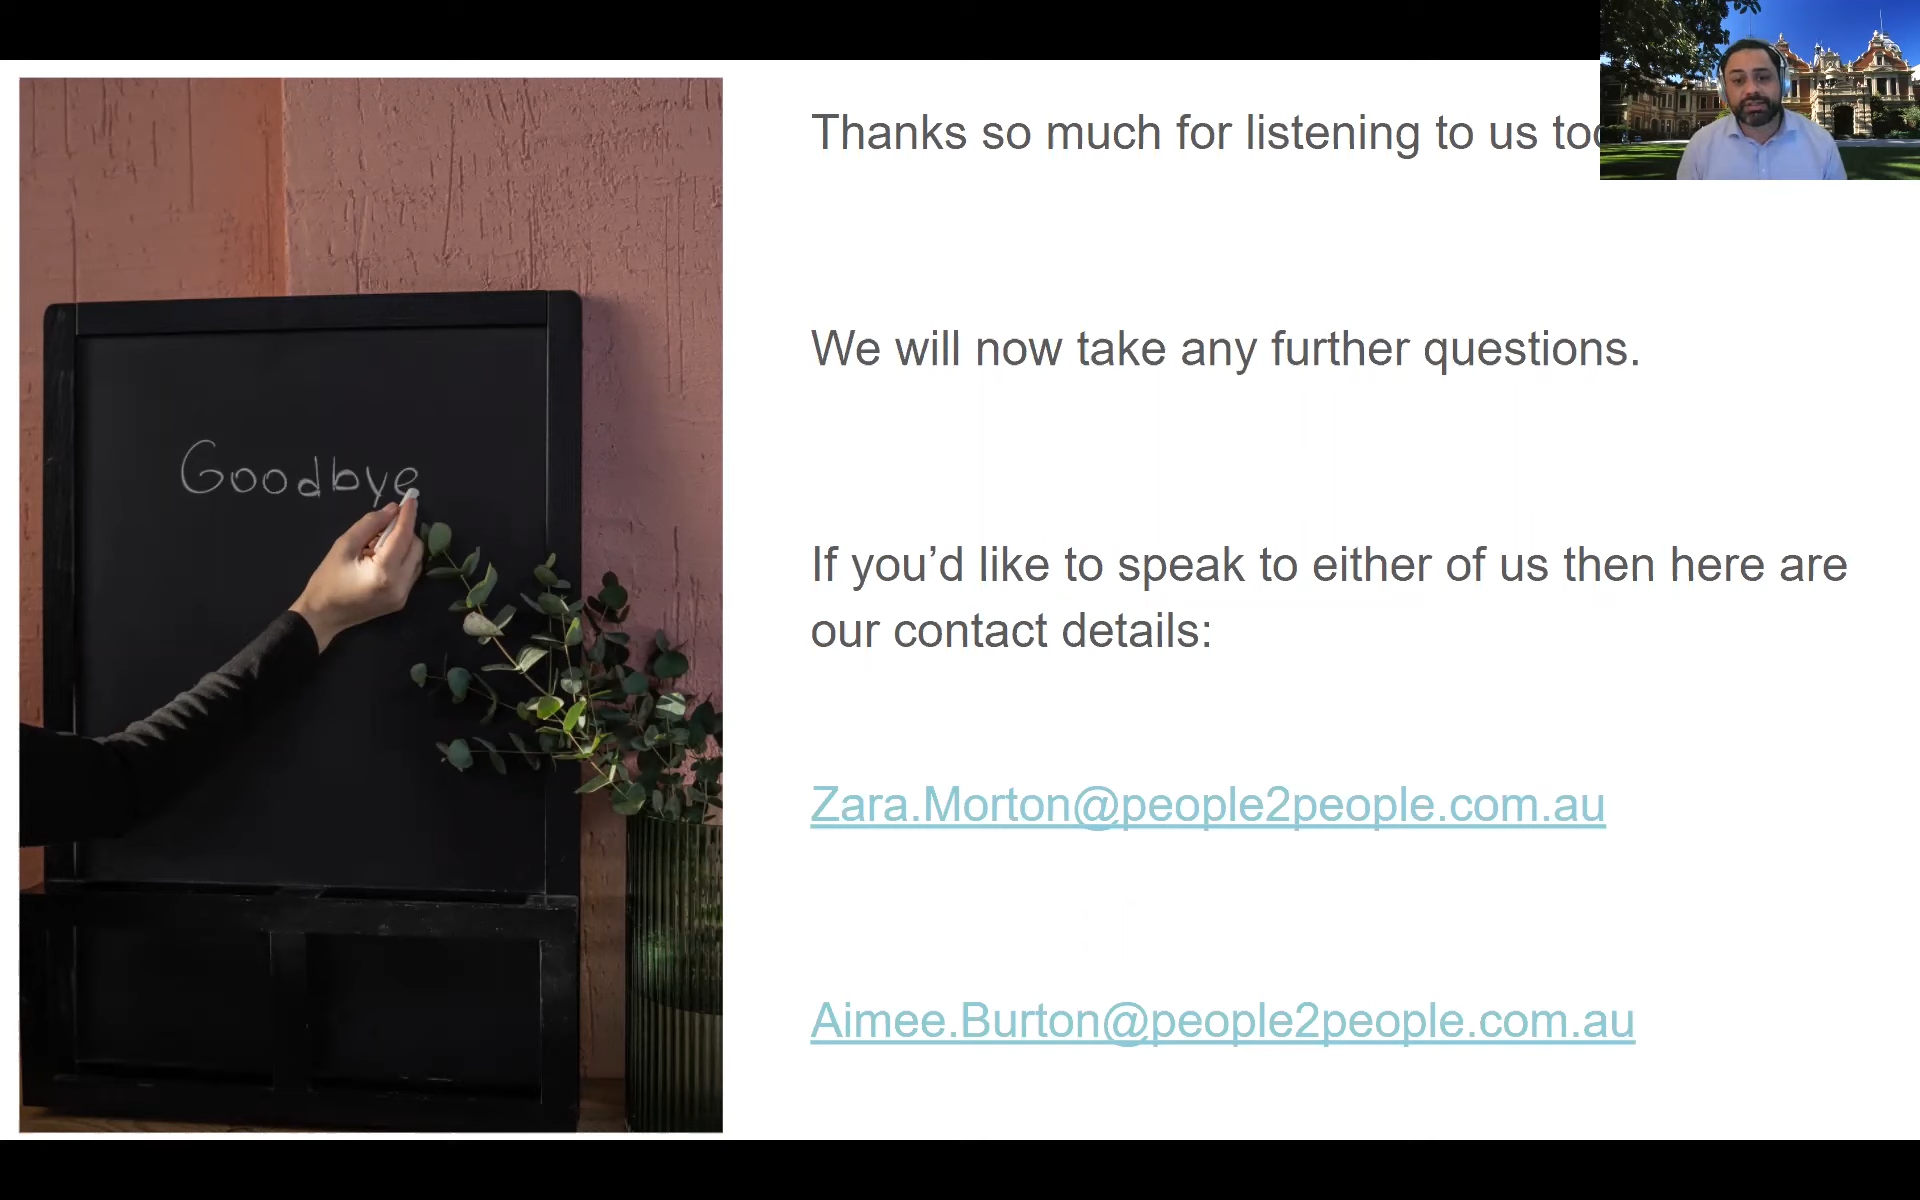 Thanks so much for listening to us
We will now take any further questions.
If you’d like to speak to either of us then here are
our contact details:
Zara.Morton@people2people.com.au
Aimee.Burton@people2people.com.au
Goodbye